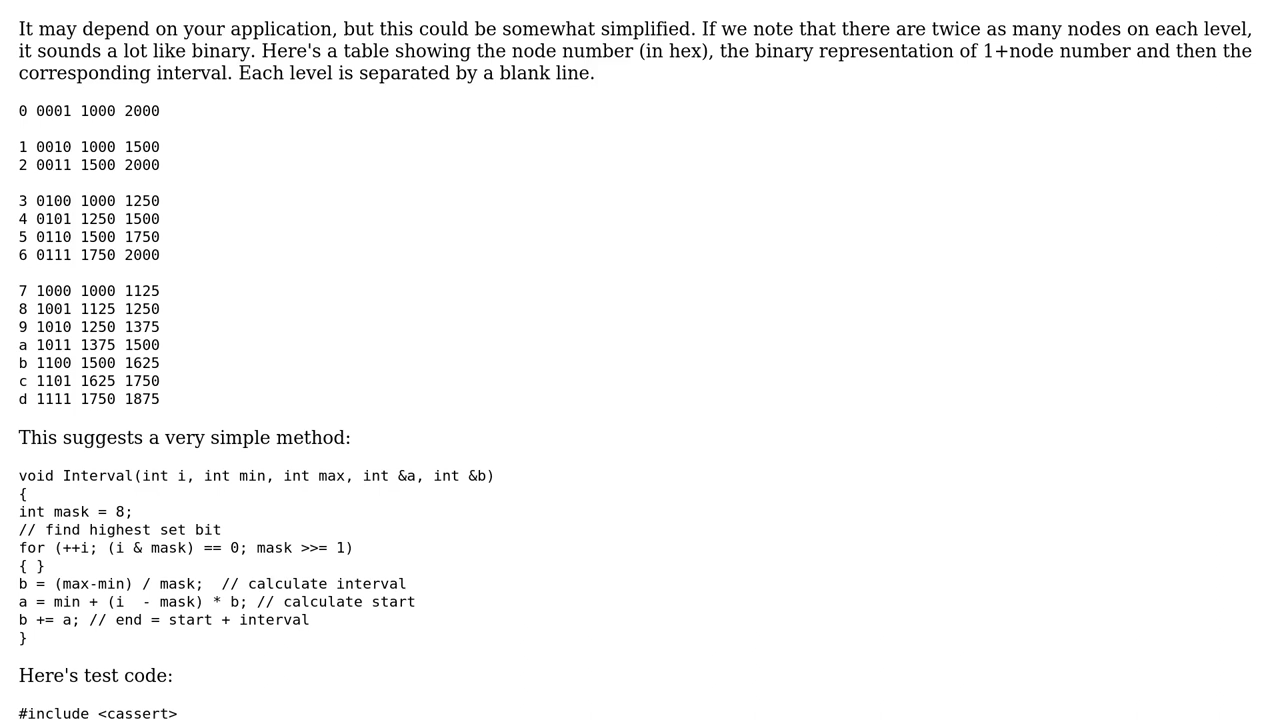 It may depend on your application, but this could be somewhat simplified. If we note that there are twice as many nodes on each level,
it sounds a lot like binary. Here's a table showing the node number (in hex), the binary representation of 1+node number and then the
corresponding interval. Each level is separated by a blank line.
0 0001 1000 2000
1 0010 1000 1500
2 0011 1500 2000
3 0100 1000 1250
4 0101 1250 1500
5 0110 1500 1750
6 0111 1750 2000
7 1000 1000 1125
8 1001 1125 1250
9 1010 1250 1375
a 1011 1375 1500
b 1100 1500 1625
c 1101 1625 1750
d 1111 1750 1875
This suggests a very simple method:
void Interval(int i, int min, int max, int &a, int &b)
{
int mask = 8;
// find highest set bit
for (++i; (i & mask) == 0; mask >>= 1)
{ }
b = (max-min) / mask;  // calculate interval
a = min + (i  - mask) * b; // calculate start
b += a; // end = start + interval
}
Here's test code:
#include <cassert>